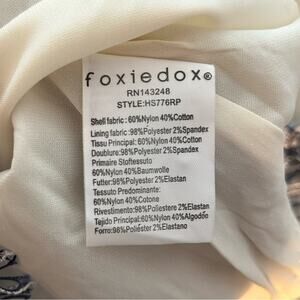 foxiedox®
RN143248
STYLE:HS776RP
Shell fabric: 60%Nylon 40%Cotton
Lining fabric:98%Polyester 2%Spandex
Tissu Principal:60%Nylon 40%Cotton
Doublure:98%Polyester 2%Spandex
Primaire Stoftessuto
60%Nylon 40%Baumwolle
Futter:98%Polyester 2%Elastan
Tessuto Predominante:
60%Nylon 40%Cotone
Rivestimento:98%Poliestere 2%Elastan
Tejido Principal:60%Nylon 40%Algodóe
Forro:98%Poliéster 2%Elastano